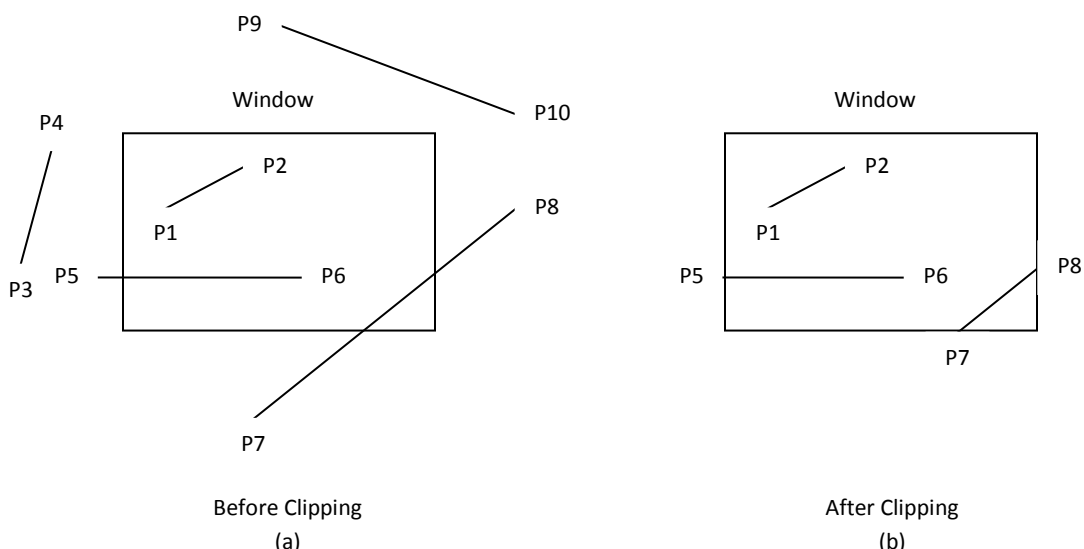 P9
Window
P10
P4
P2
P8
P1
P5
P6
P3
P7
Before Clipping
(a)
Window
P2
P1
P5
P6
P8
P7
After Clipping
(b)